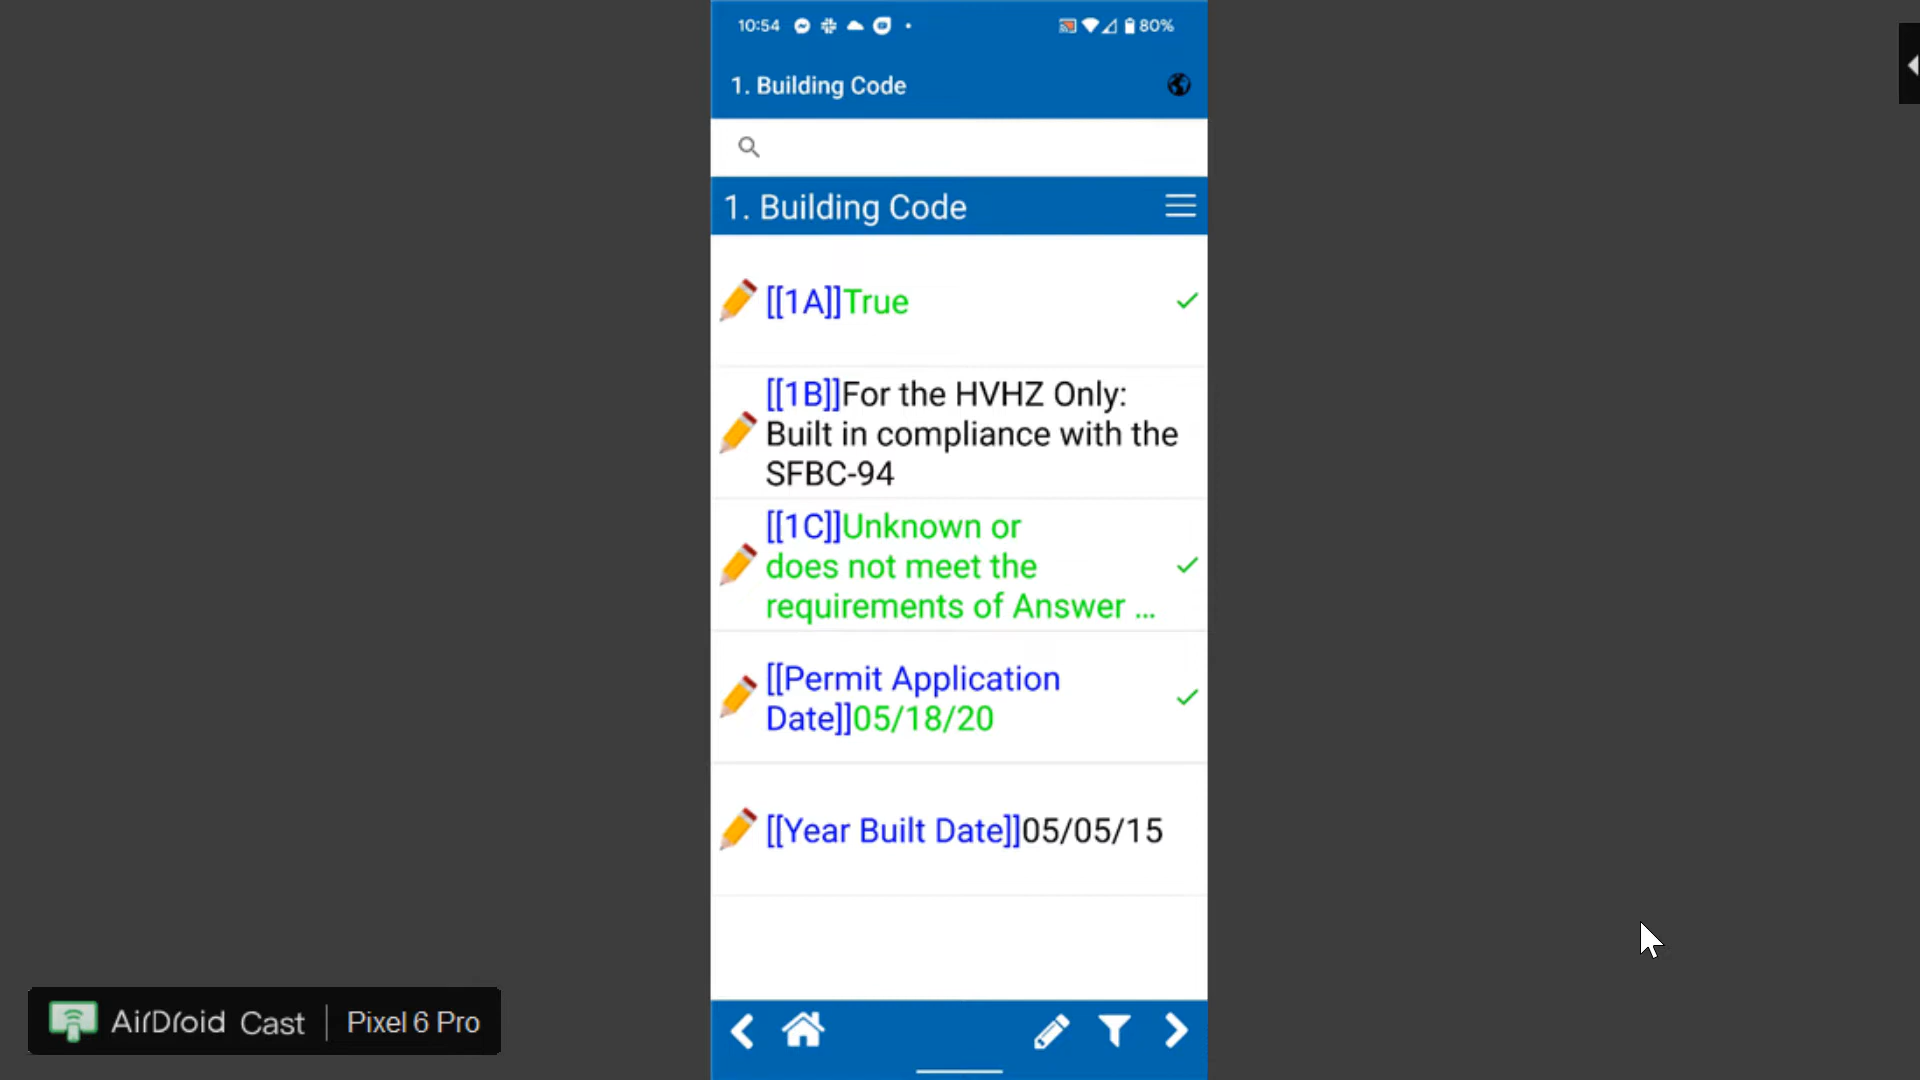 10:54
80%
1. Building Code
1. Building Code
[[1A]]True
[[1B]]For the HVHZ Only:
Built in compliance with the
SFBC-94
[[1C]]Unknown or
does not meet the
requirements of Answer ...
[[Permit Application
Date]]05/18/20
[[Year Built Date]]05/05/15
AirDroid Cast | Pixel 6 Pro